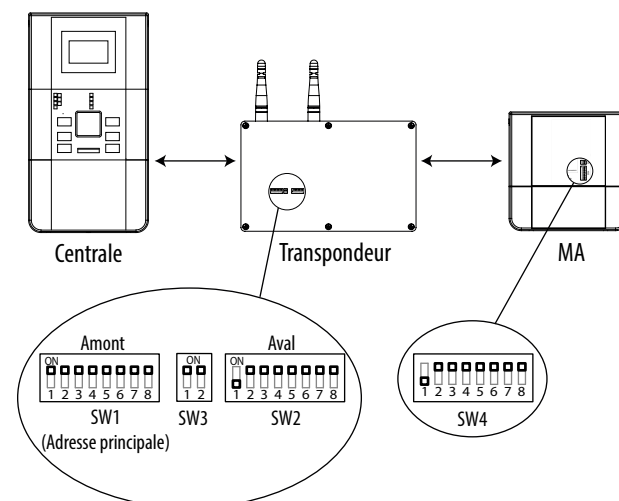 Centrale
Transpondeur
MA
Amont
Aval
ON
ON
ON
1 2 3 4 5 6 7 8
1 2
1 2 3 4 5 6 7 8
1 2 3 4 5 6 7 8
SW1
SW3
SW2
SW4
(Adresse principale)